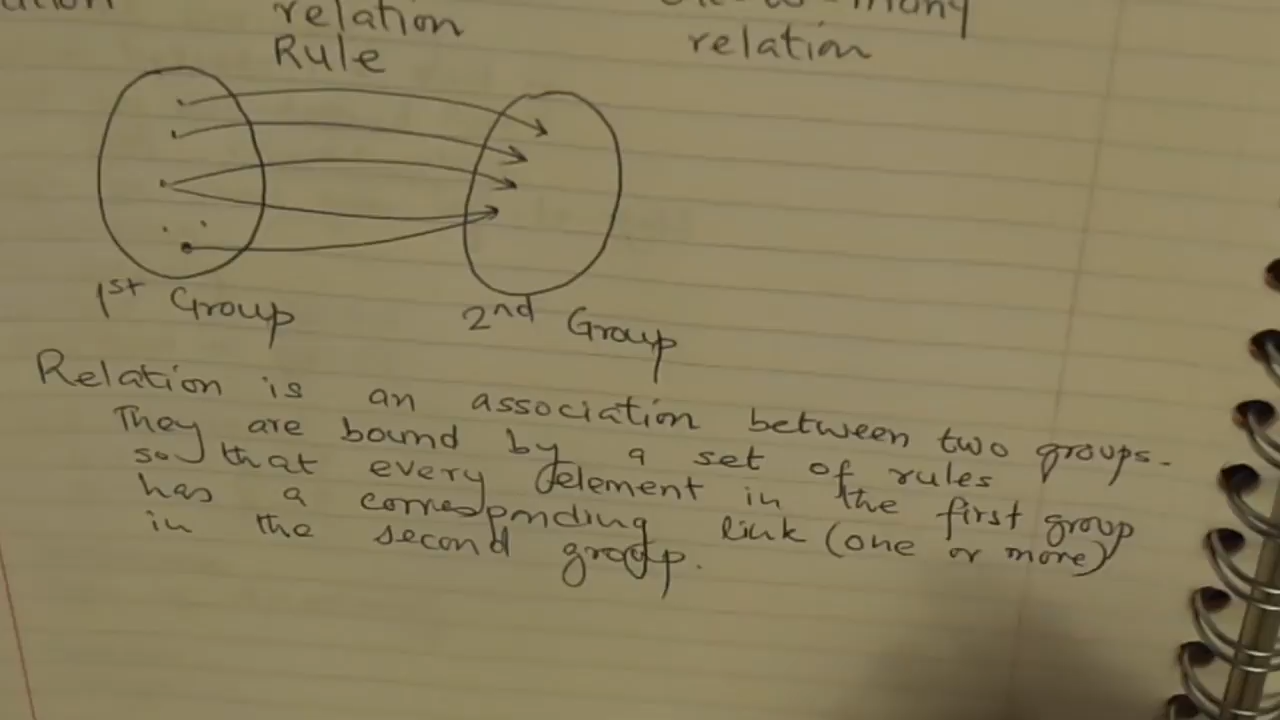 relation many
Rule relation
1st Group 2nd Group
Relation is an association between two groups.
They are bound by a set of rules
so that every element in the first group
has a corrrespnding link (one or more)
in the second group.